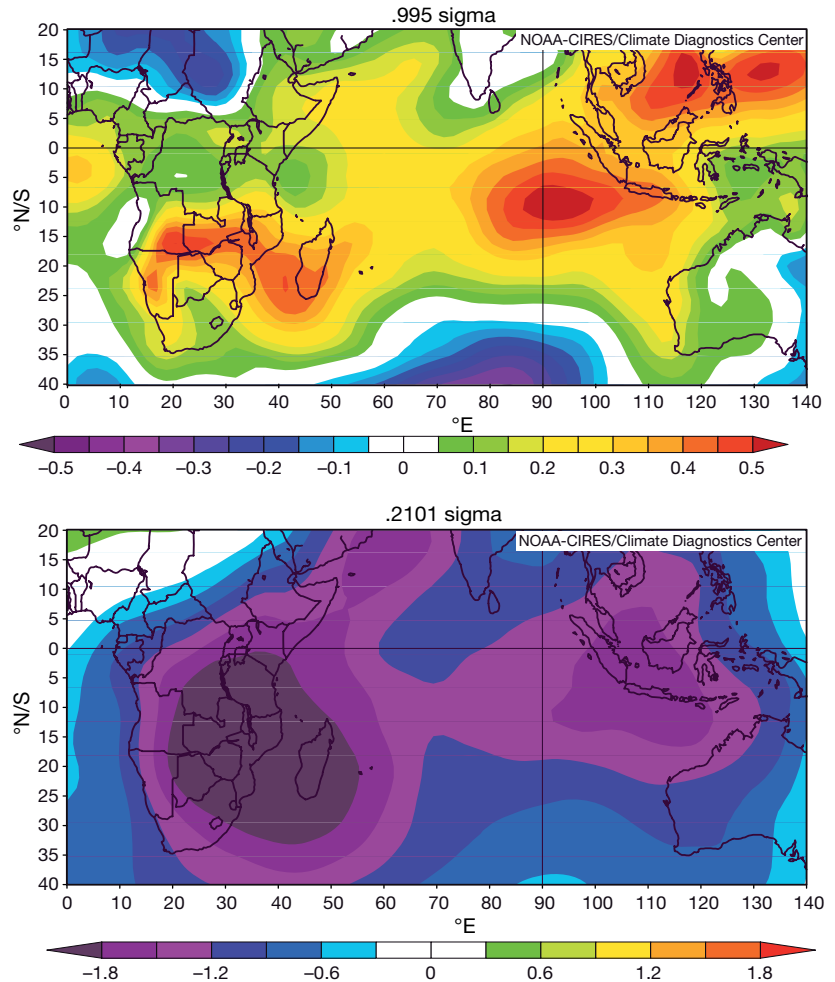 .995 sigma
NOAA-CIRES/Climate Diagnostics Center
20
15
10
5
0
5
10
15
20
25
30
35
40
°N/S
0 10 20 30 40 50 60 70 80 90 100 110 120 130 140
°E
−0.5 −0.4 −0.3 −0.2 −0.1 0 0.1 0.2 0.3 0.4 0.5
.2101 sigma
NOAA-CIRES/Climate Diagnostics Center
20
15
10
5
0
5
10
15
20
25
30
35
40
°N/S
0 10 20 30 40 50 60 70 80 90 100 110 120 130 140
°E
−1.8 −1.2 −0.6 0 0.6 1.2 1.8